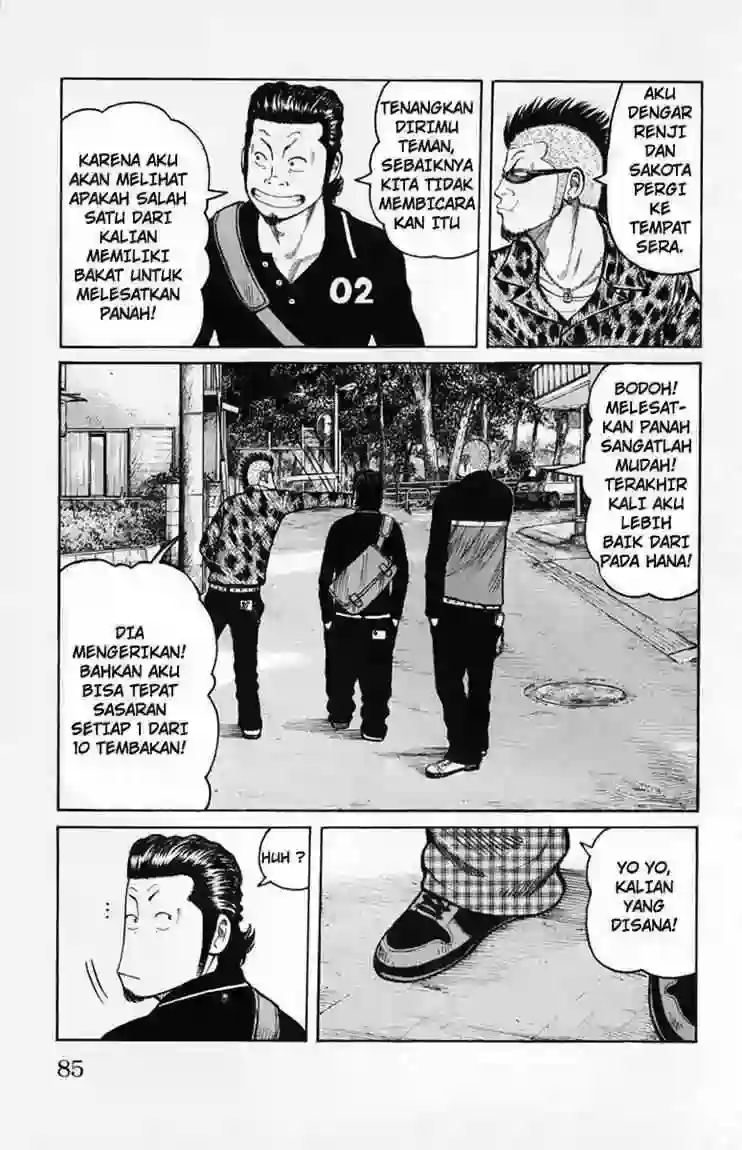 AKU
DENGAR
RENJI
DAN
SAKOTA
PERGI
KE
TEMPAT
SERA.
TENANGKAN
DIRIMU
TEMAN,
SEBAIKNYA
KITA TIDAK
MEMBICARA
KAN ITU
KARENA AKU
AKAN MELIHAT
APAKAH SALAH
SATU DARI
KALIAN
MEMILIKI
BAKAT UNTUK
MELESATKAN
PANAH!
02
BODOH!
MELESAT-
KAN PANAH
SANGATLAH
MUDAH!
TERAKHIR
KALI AKU
LEBIH
BAIK DARI
PADA HANA!
DIA
MENGERIKAN!
BAHKAN AKU
BISA TEPAT
SASARAN
SETIAP 1 DARI
10 TEMBAKAN!
YO YO,
KALIAN
YANG
DISANA!
HUH ?
...
85